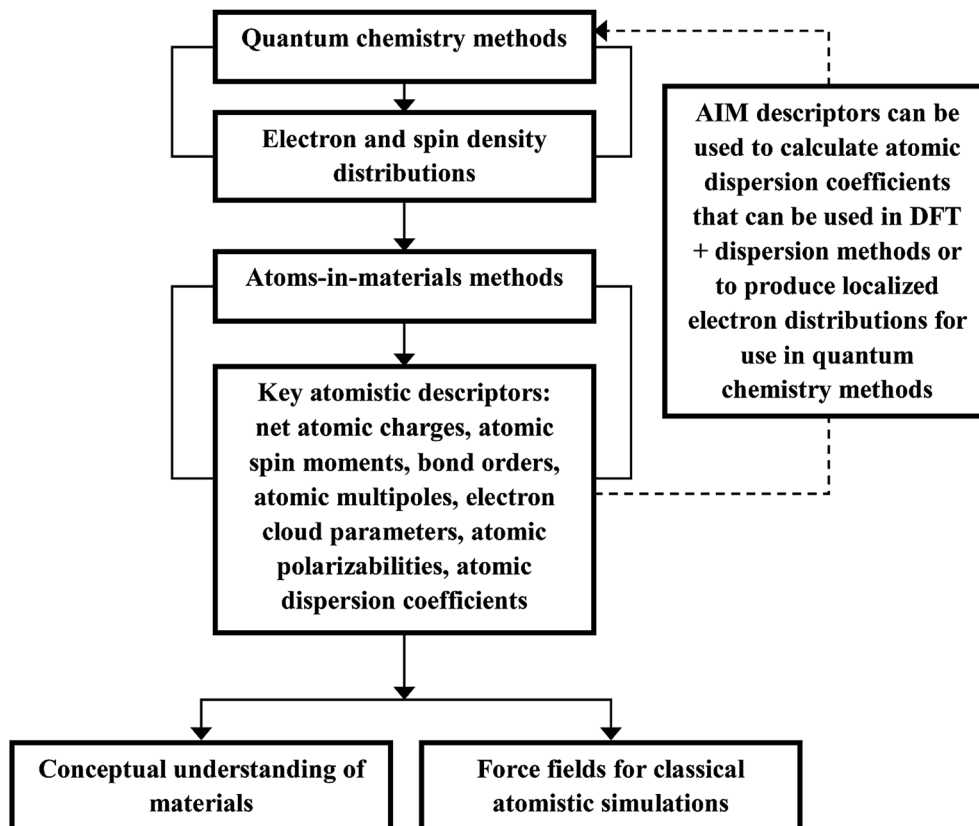 Quantum chemistry methods
Electron and spin density
distributions
Atoms-in-materials methods
Key atomistic descriptors:
net atomic charges, atomic
spin moments, bond orders,
atomic multipoles, electron
cloud parameters, atomic
polarizabilities, atomic
dispersion coefficients
AIM descriptors can be
used to calculate atomic
dispersion coefficients
that can be used in DFT
+ dispersion methods or
to produce localized
electron distributions for
use in quantum
chemistry methods
Conceptual understanding of
materials
Force fields for classical
atomistic simulations